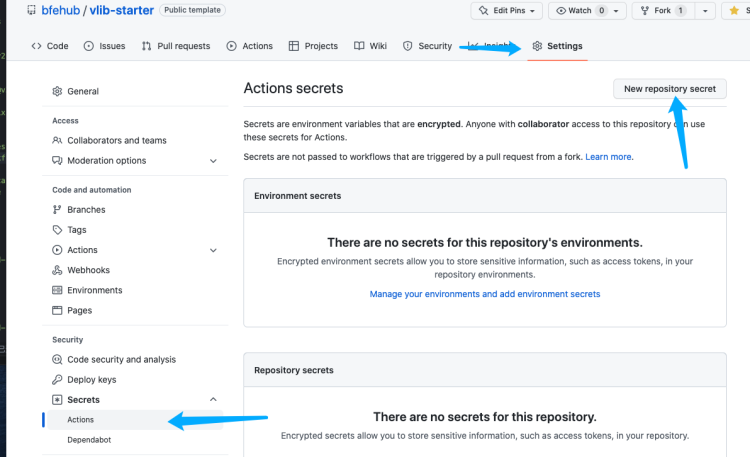 bfehub / vlib-starter Public template
Edit Pins Watch 0 Fork 1
Code Issues Pull requests Actions Projects Wiki Security Settings
General
Access
Collaborators and teams
Moderation options
Code and automation
Branches
Tags
Actions
Webhooks
Environments
Pages
Security
Code security and analysis
Deploy keys
Secrets
Actions
Dependabot
Actions secrets
New repository secret
Secrets are environment variables that are encrypted. Anyone with collaborator access to this repository can use
these secrets for Actions.
Secrets are not passed to workflows that are triggered by a pull request from a fork. Learn more.
Environment secrets
There are no secrets for this repository's environments.
Encrypted environment secrets allow you to store sensitive information, such as access tokens, in your
repository environments.
Manage your environments and add environment secrets
Repository secrets
There are no secrets for this repository.
Encrypted secrets allow you to store sensitive information, such as access tokens, in your repository.